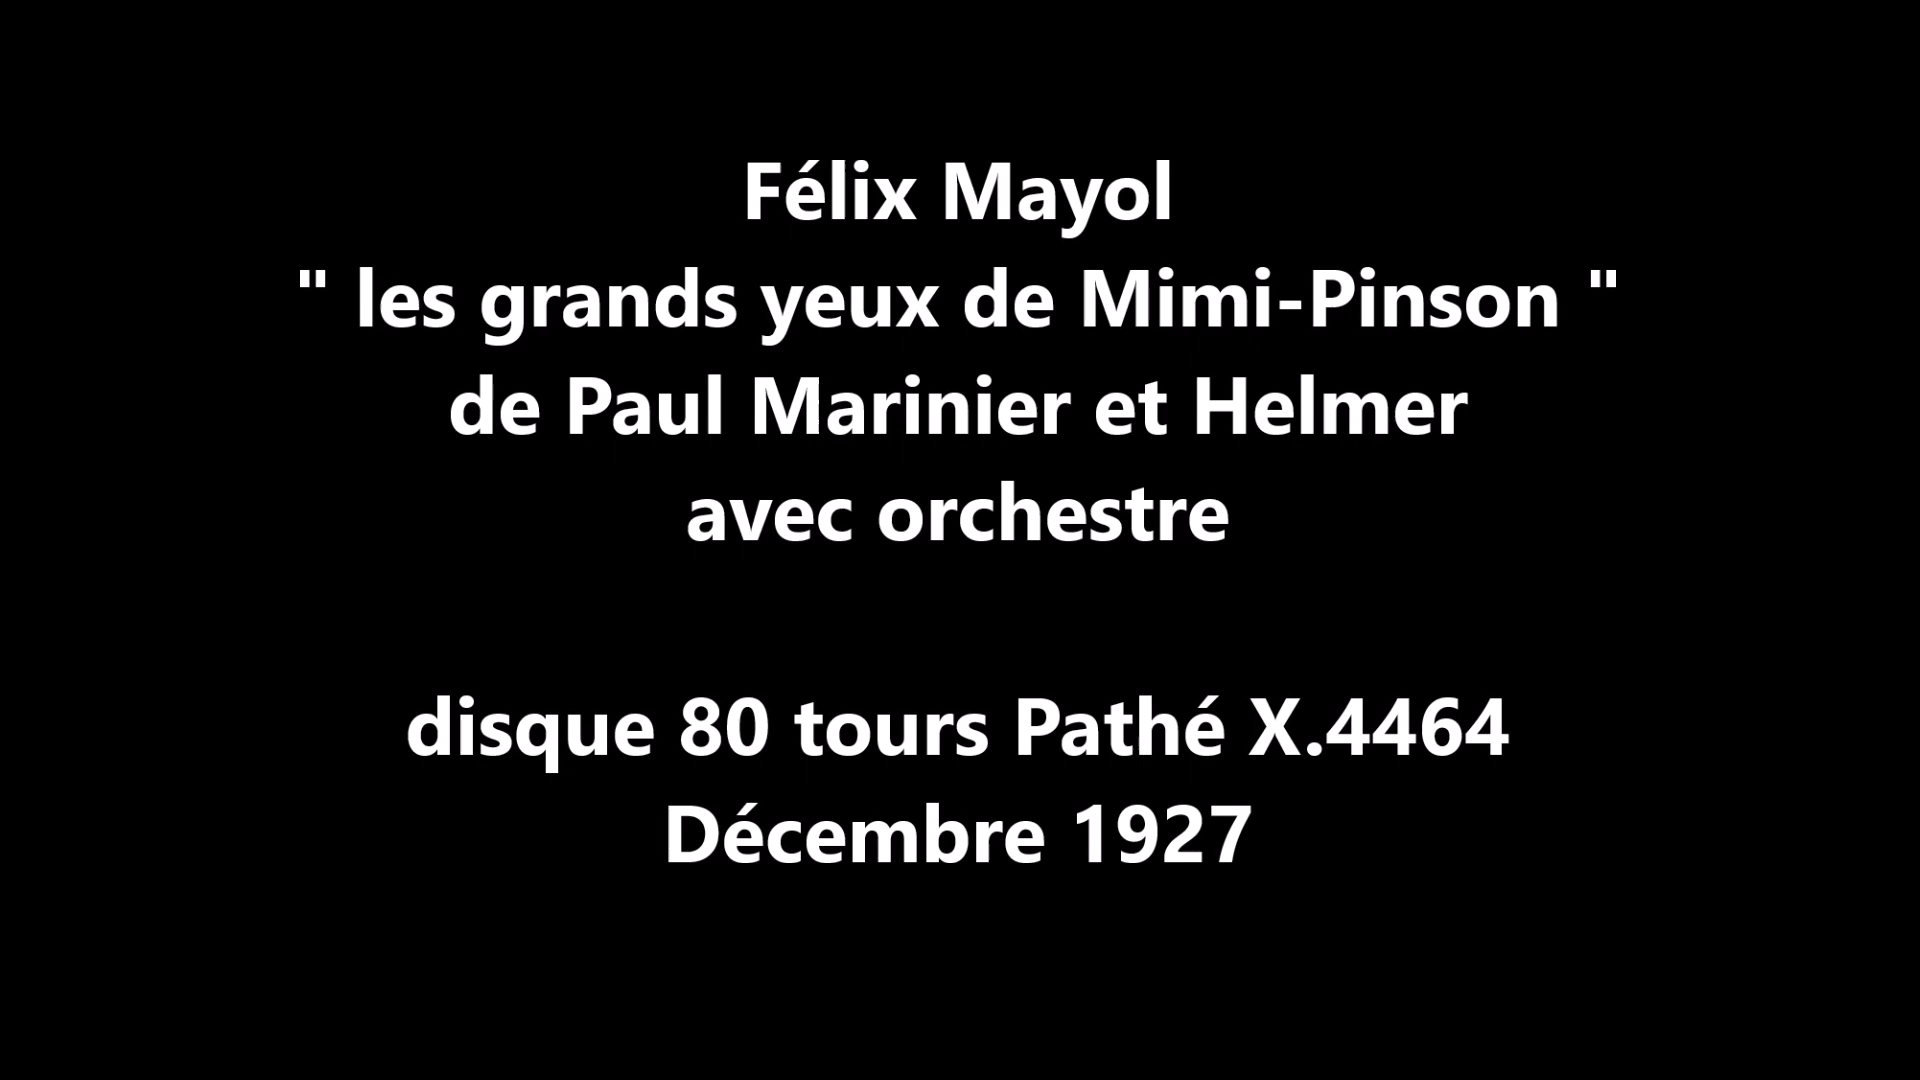 Félix Mayol
" les grands yeux de Mimi-Pinson "
de Paul Marinier et Helmer
avec orchestre
disque 80 tours Pathé X.4464
Décembre 1927